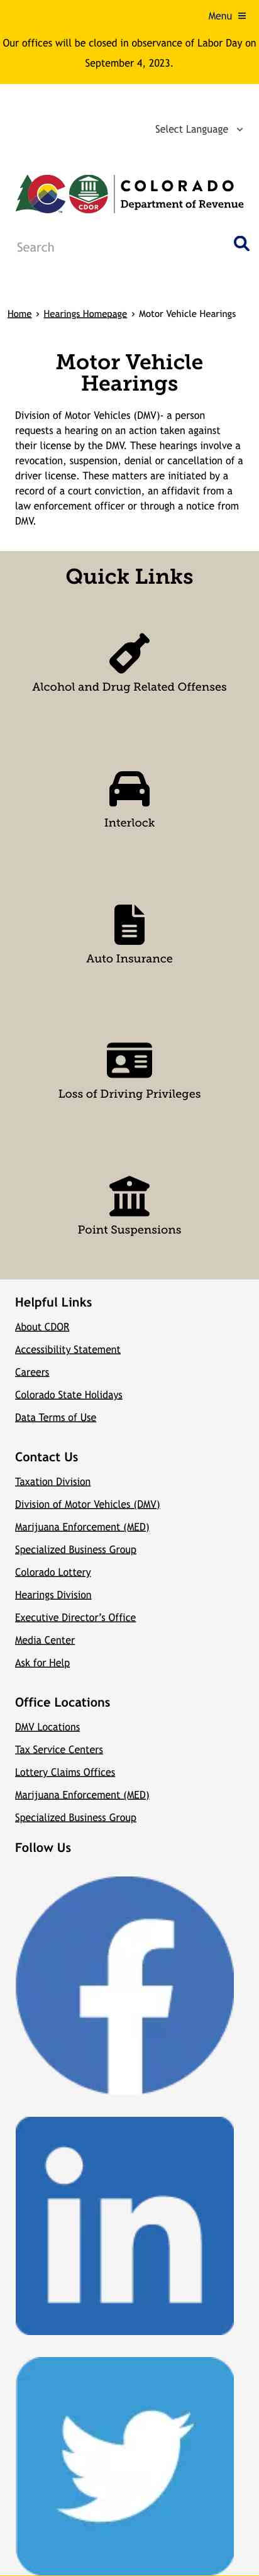 Menu
Our offices will be closed in observance of Labor Day on
September 4, 2023.
Select Language
COLORADO
Department of Revenue
CDOR
TM
Search
Home › Hearings Homepage › Motor Vehicle Hearings
Motor Vehicle
Hearings
Division of Motor Vehicles (DMV)- a person
requests a hearing on an action taken against
their license by the DMV. These hearings involve a
revocation, suspension, denial or cancellation of a
driver license. These matters are initiated by a
record of a court conviction, an affidavit from a
law enforcement officer or through a notice from
DMV.
Quick Links
Alcohol and Drug Related Offenses
Interlock
Auto Insurance
Loss of Driving Privileges
Point Suspensions
Helpful Links
About CDOR
Accessibility Statement
Careers
Colorado State Holidays
Data Terms of Use
Contact Us
Taxation Division
Division of Motor Vehicles (DMV)
Marijuana Enforcement (MED)
Specialized Business Group
Colorado Lottery
Hearings Division
Executive Director’s Office
Media Center
Ask for Help
Office Locations
DMV Locations
Tax Service Centers
Lottery Claims Offices
Marijuana Enforcement (MED)
Specialized Business Group
Follow Us
f
in